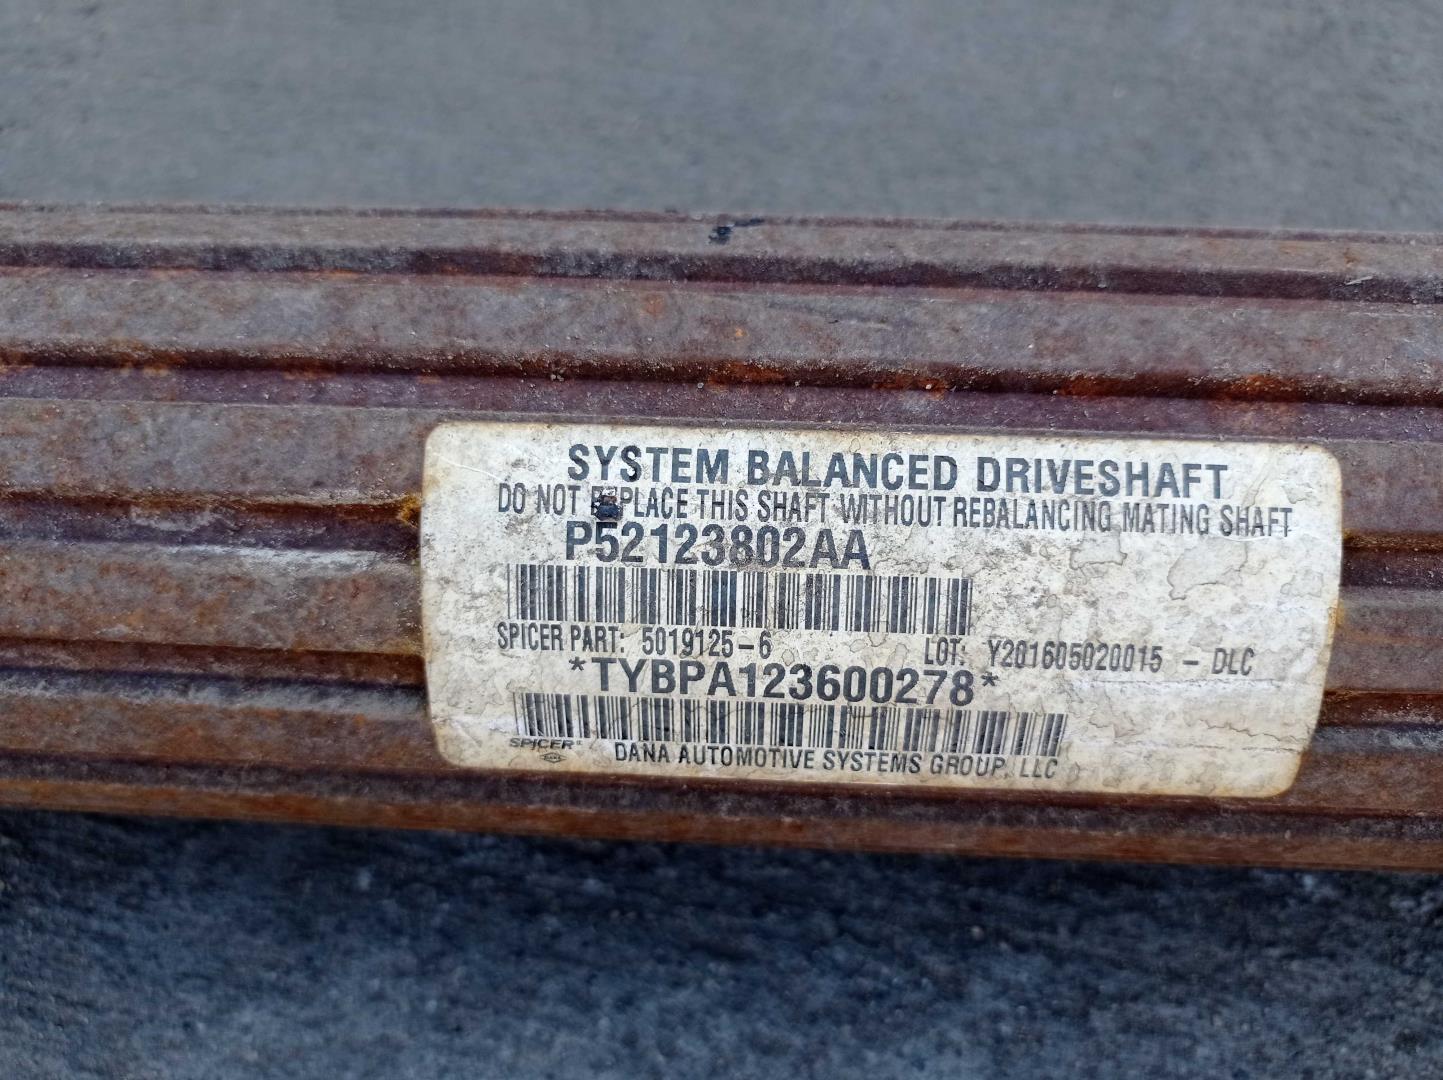 SYSTEM BALANCED DRIVESHAFT
DO NOT REPLACE THIS SHAFT WITHOUT REBALANCING MATING SHAFT
P52123802AA
SPICER PART: 5019125-6 LOT: Y201605020015 - DLC
*TYBPA123600278*
SPICER® DANA AUTOMOTIVE SYSTEMS GROUP, LLC
DANA